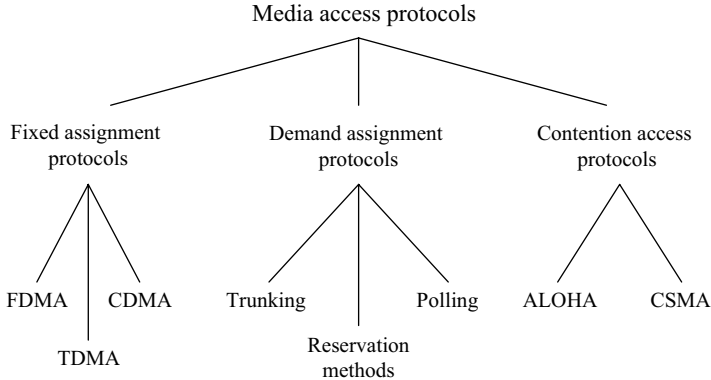 Media access protocols
Fixed assignment
protocols
Demand assignment
protocols
Contention access
protocols
FDMA
CDMA
TDMA
Trunking
Polling
Reservation
methods
ALOHA
CSMA